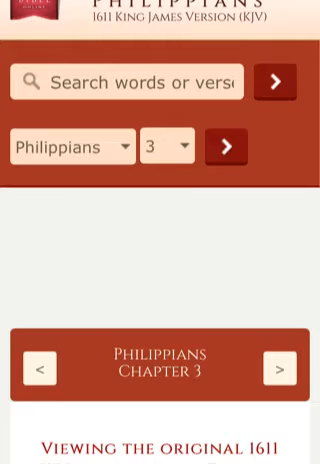 ONLINE
PHILIPPIANS
1611 King James Version (KJV)
Search words or verse
Philippians
3
<
Philippians
Chapter 3
>
Viewing the original 1611